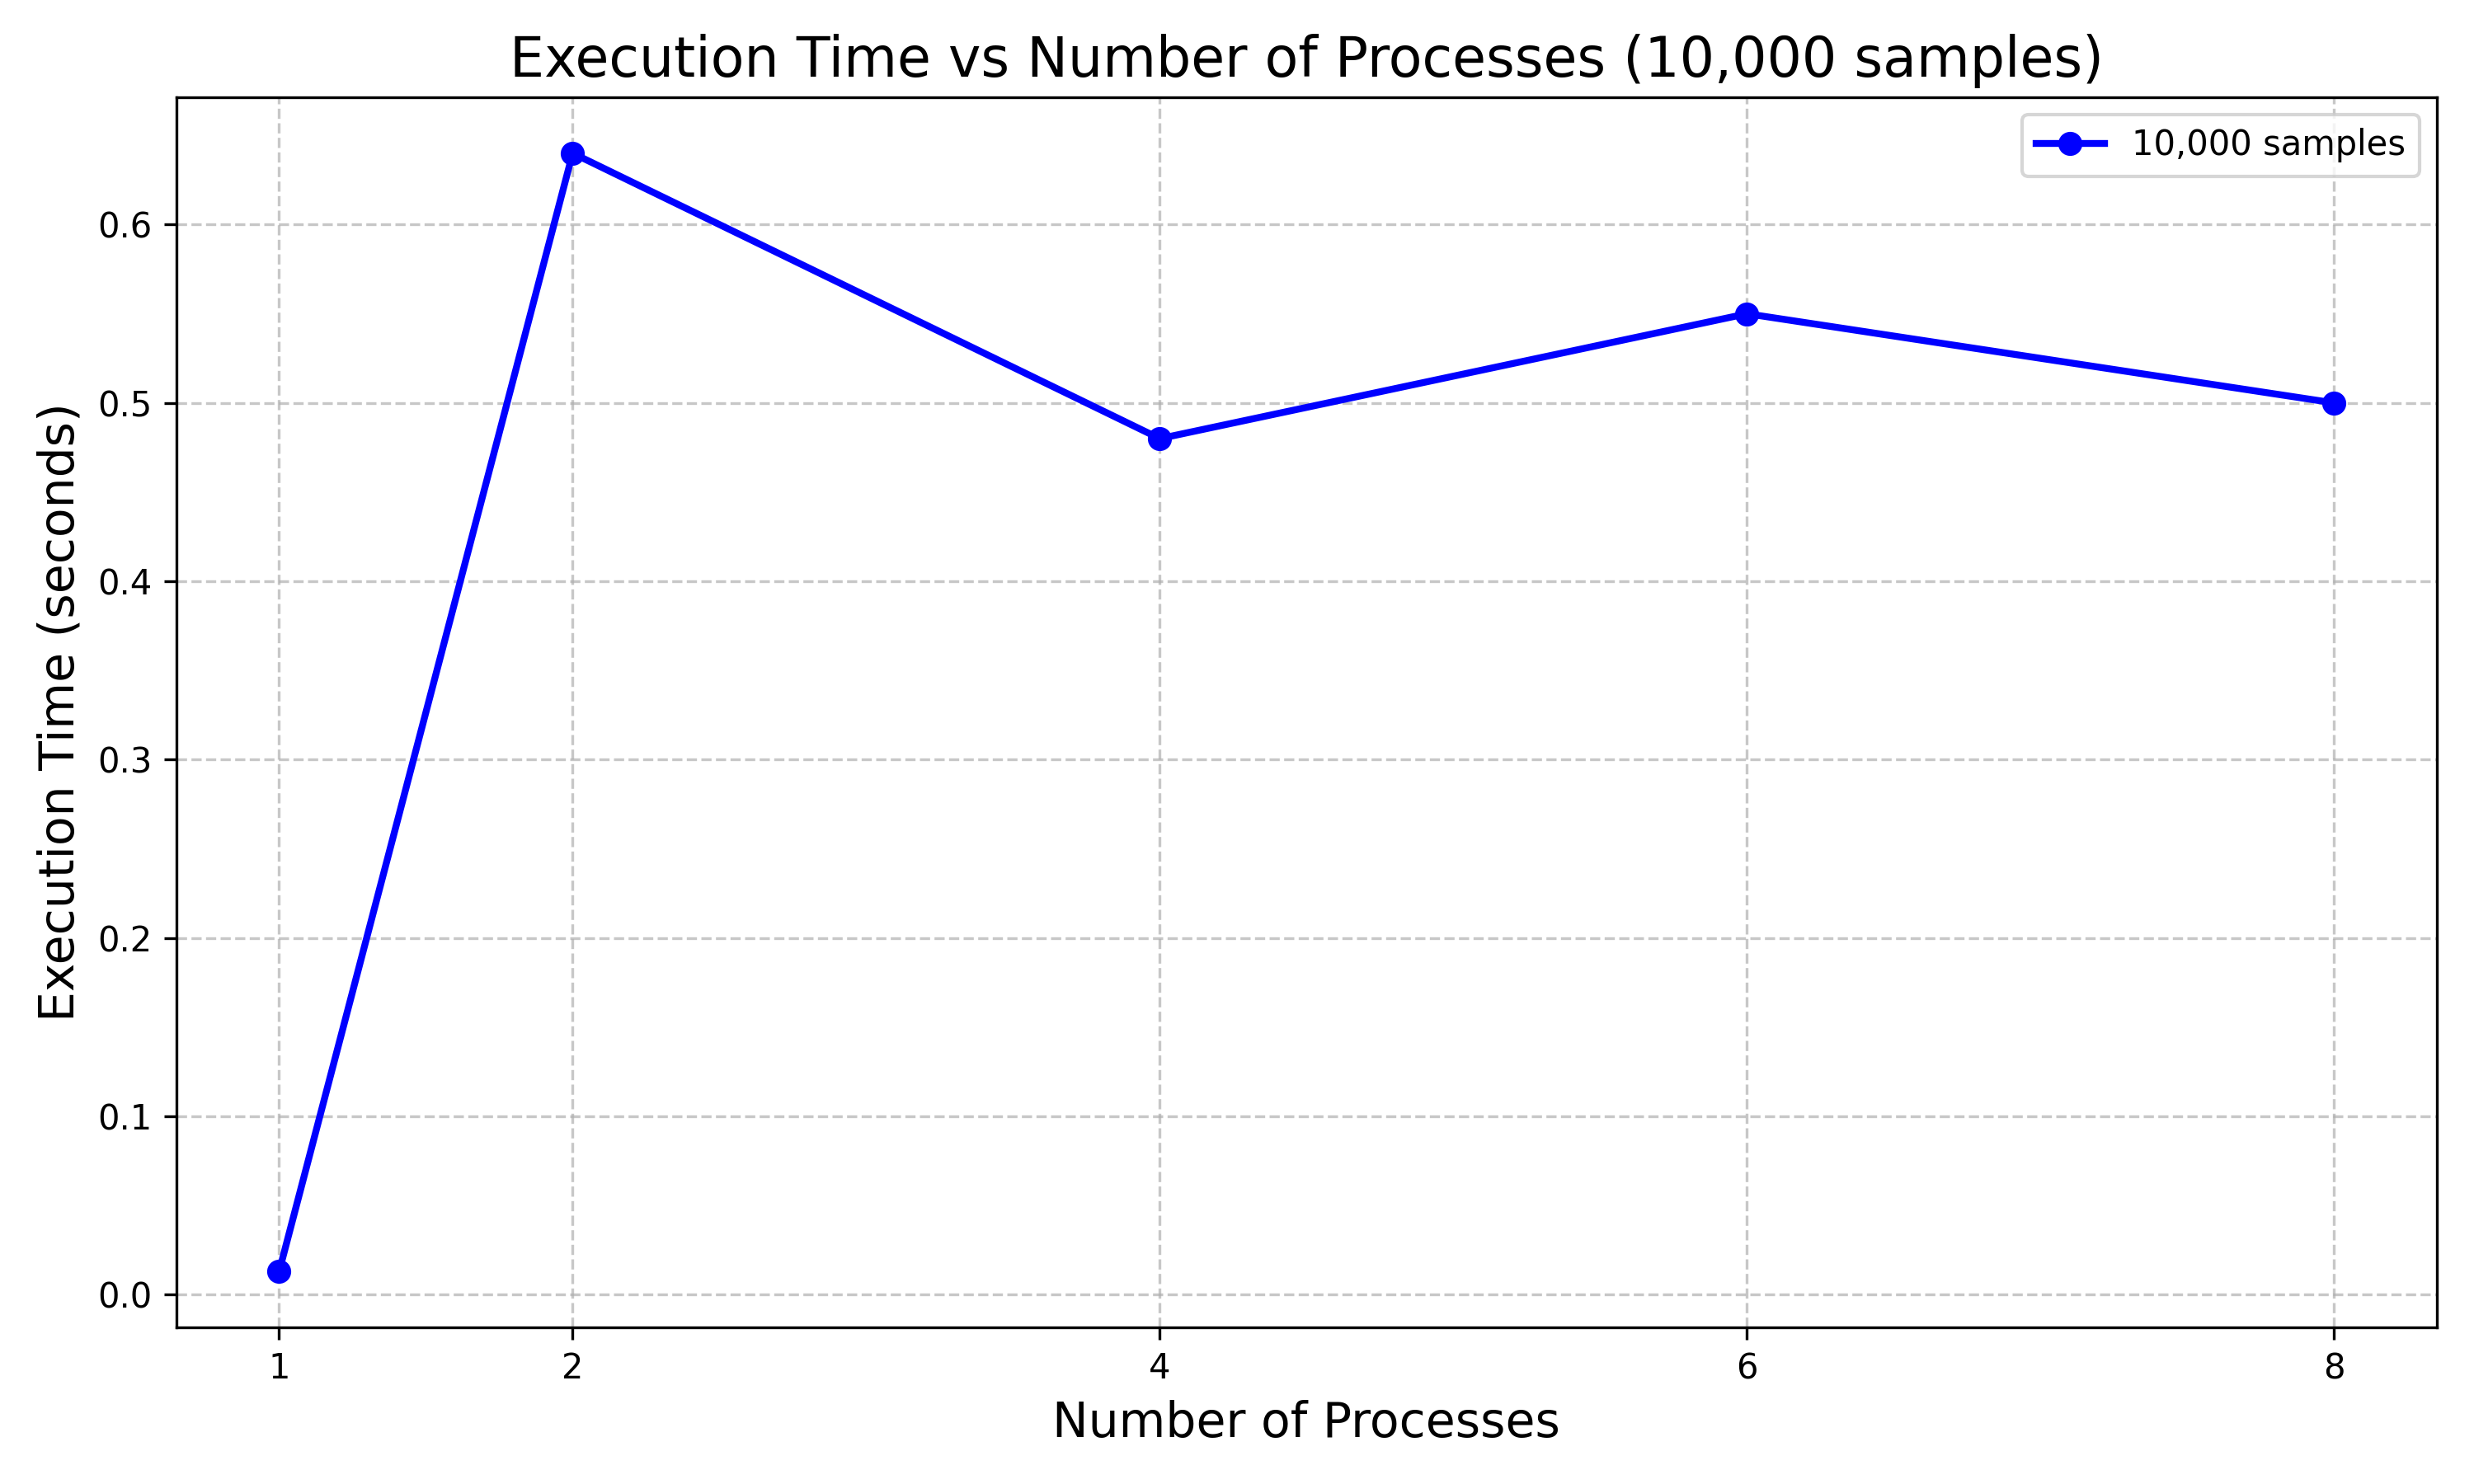 Execution Time vs Number of Processes (10,000 samples)
10,000 samples
Execution Time (seconds)
0.6
0.5
0.4
0.3
0.2
0.1
0.0
1 2 4 6 8
Number of Processes